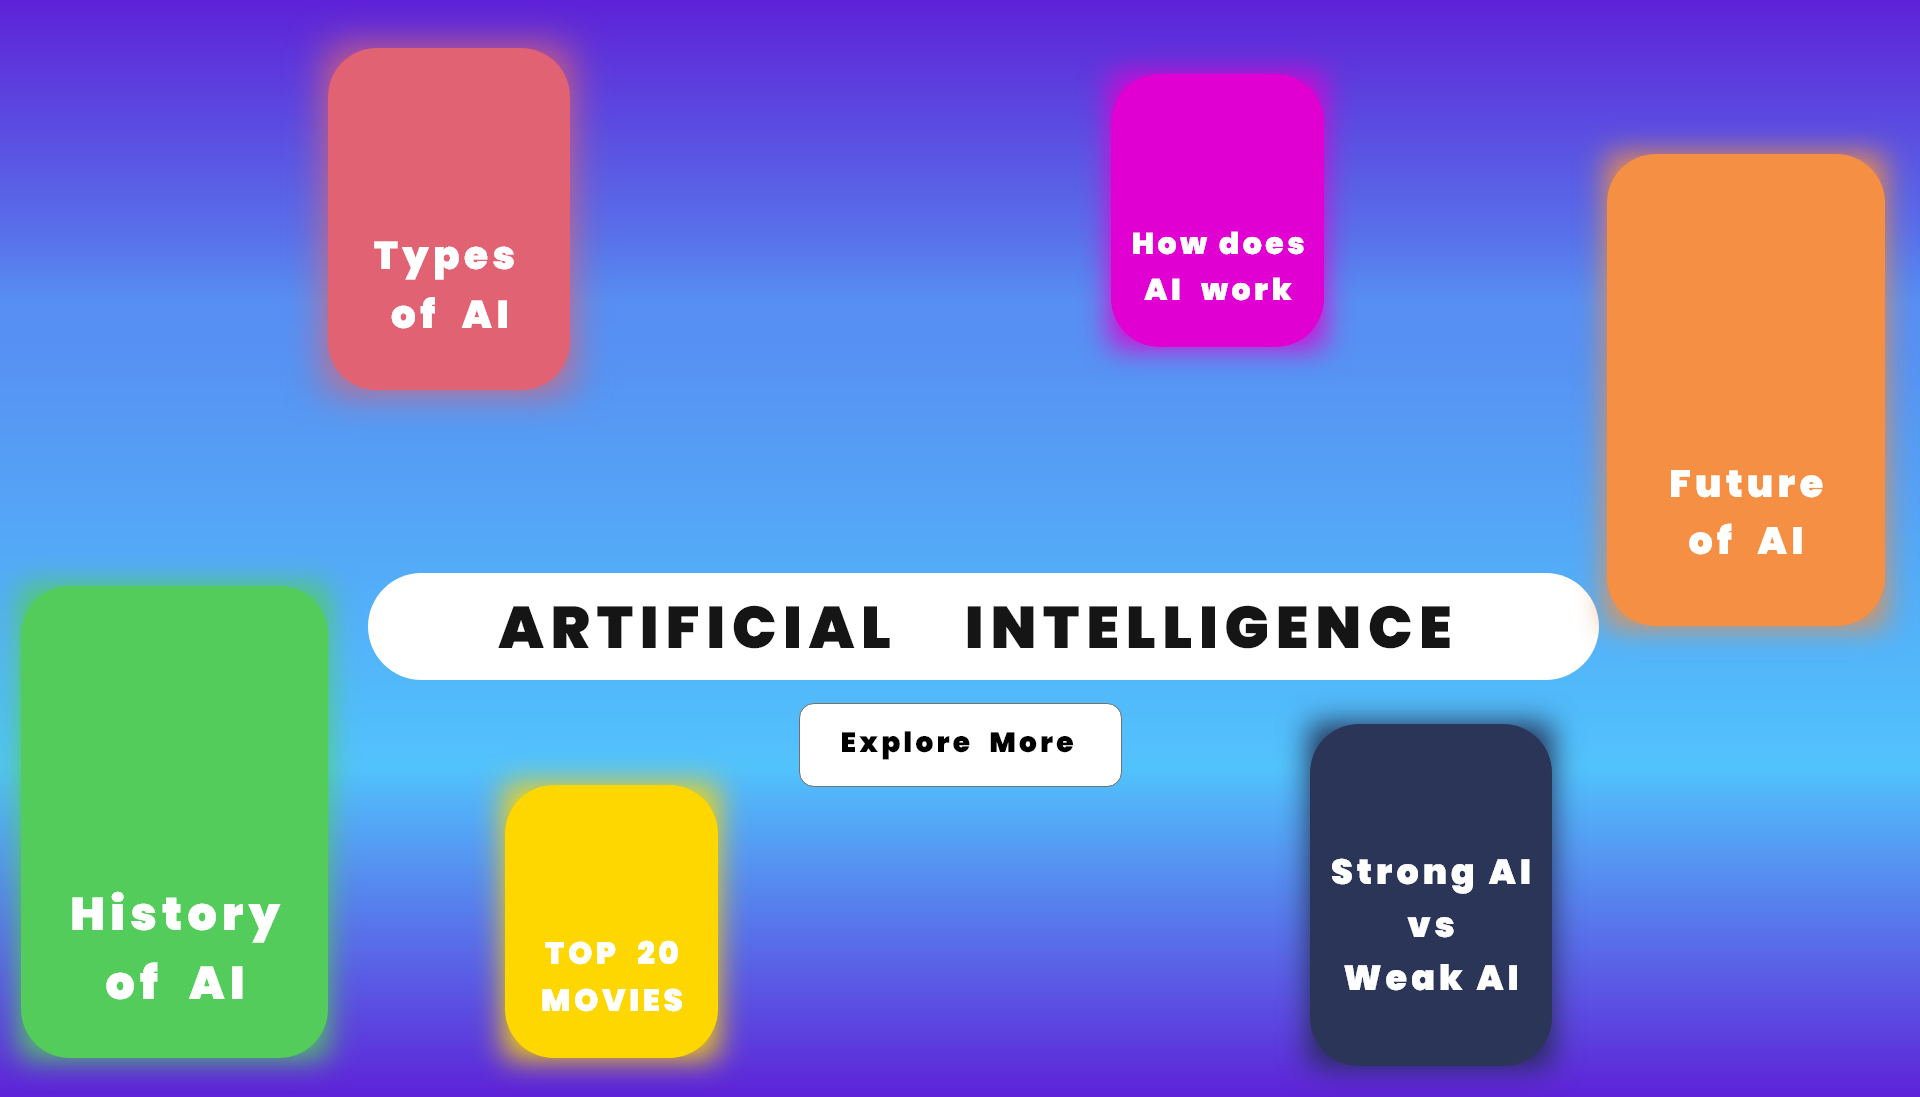 Types
of AI
How does
AI work
Future
of AI
ARTIFICIAL INTELLIGENCE
Explore More
History
of AI
TOP 20
MOVIES
Strong AI
vs
Weak AI